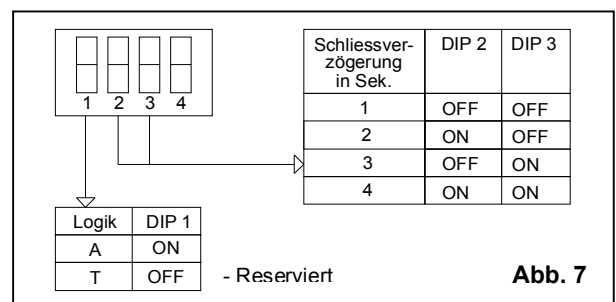 1 2 3 4
Schliessver-
zögerung
in Sek. DIP 2 DIP 3
1 OFF OFF
2 ON OFF
3 OFF ON
4 ON ON
Logik DIP 1
A ON
T OFF
- Reserviert
Abb. 7